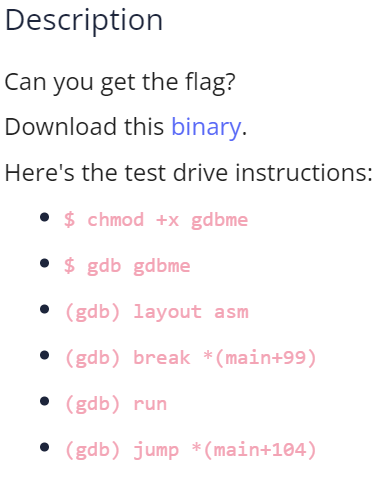 Description
Can you get the flag?
Download this binary.
Here's the test drive instructions:
$ chmod +x gdbme
$ gdb gdbme
(gdb) layout asm
(gdb) break *(main+99)
(gdb) run
(gdb) jump *(main+104)